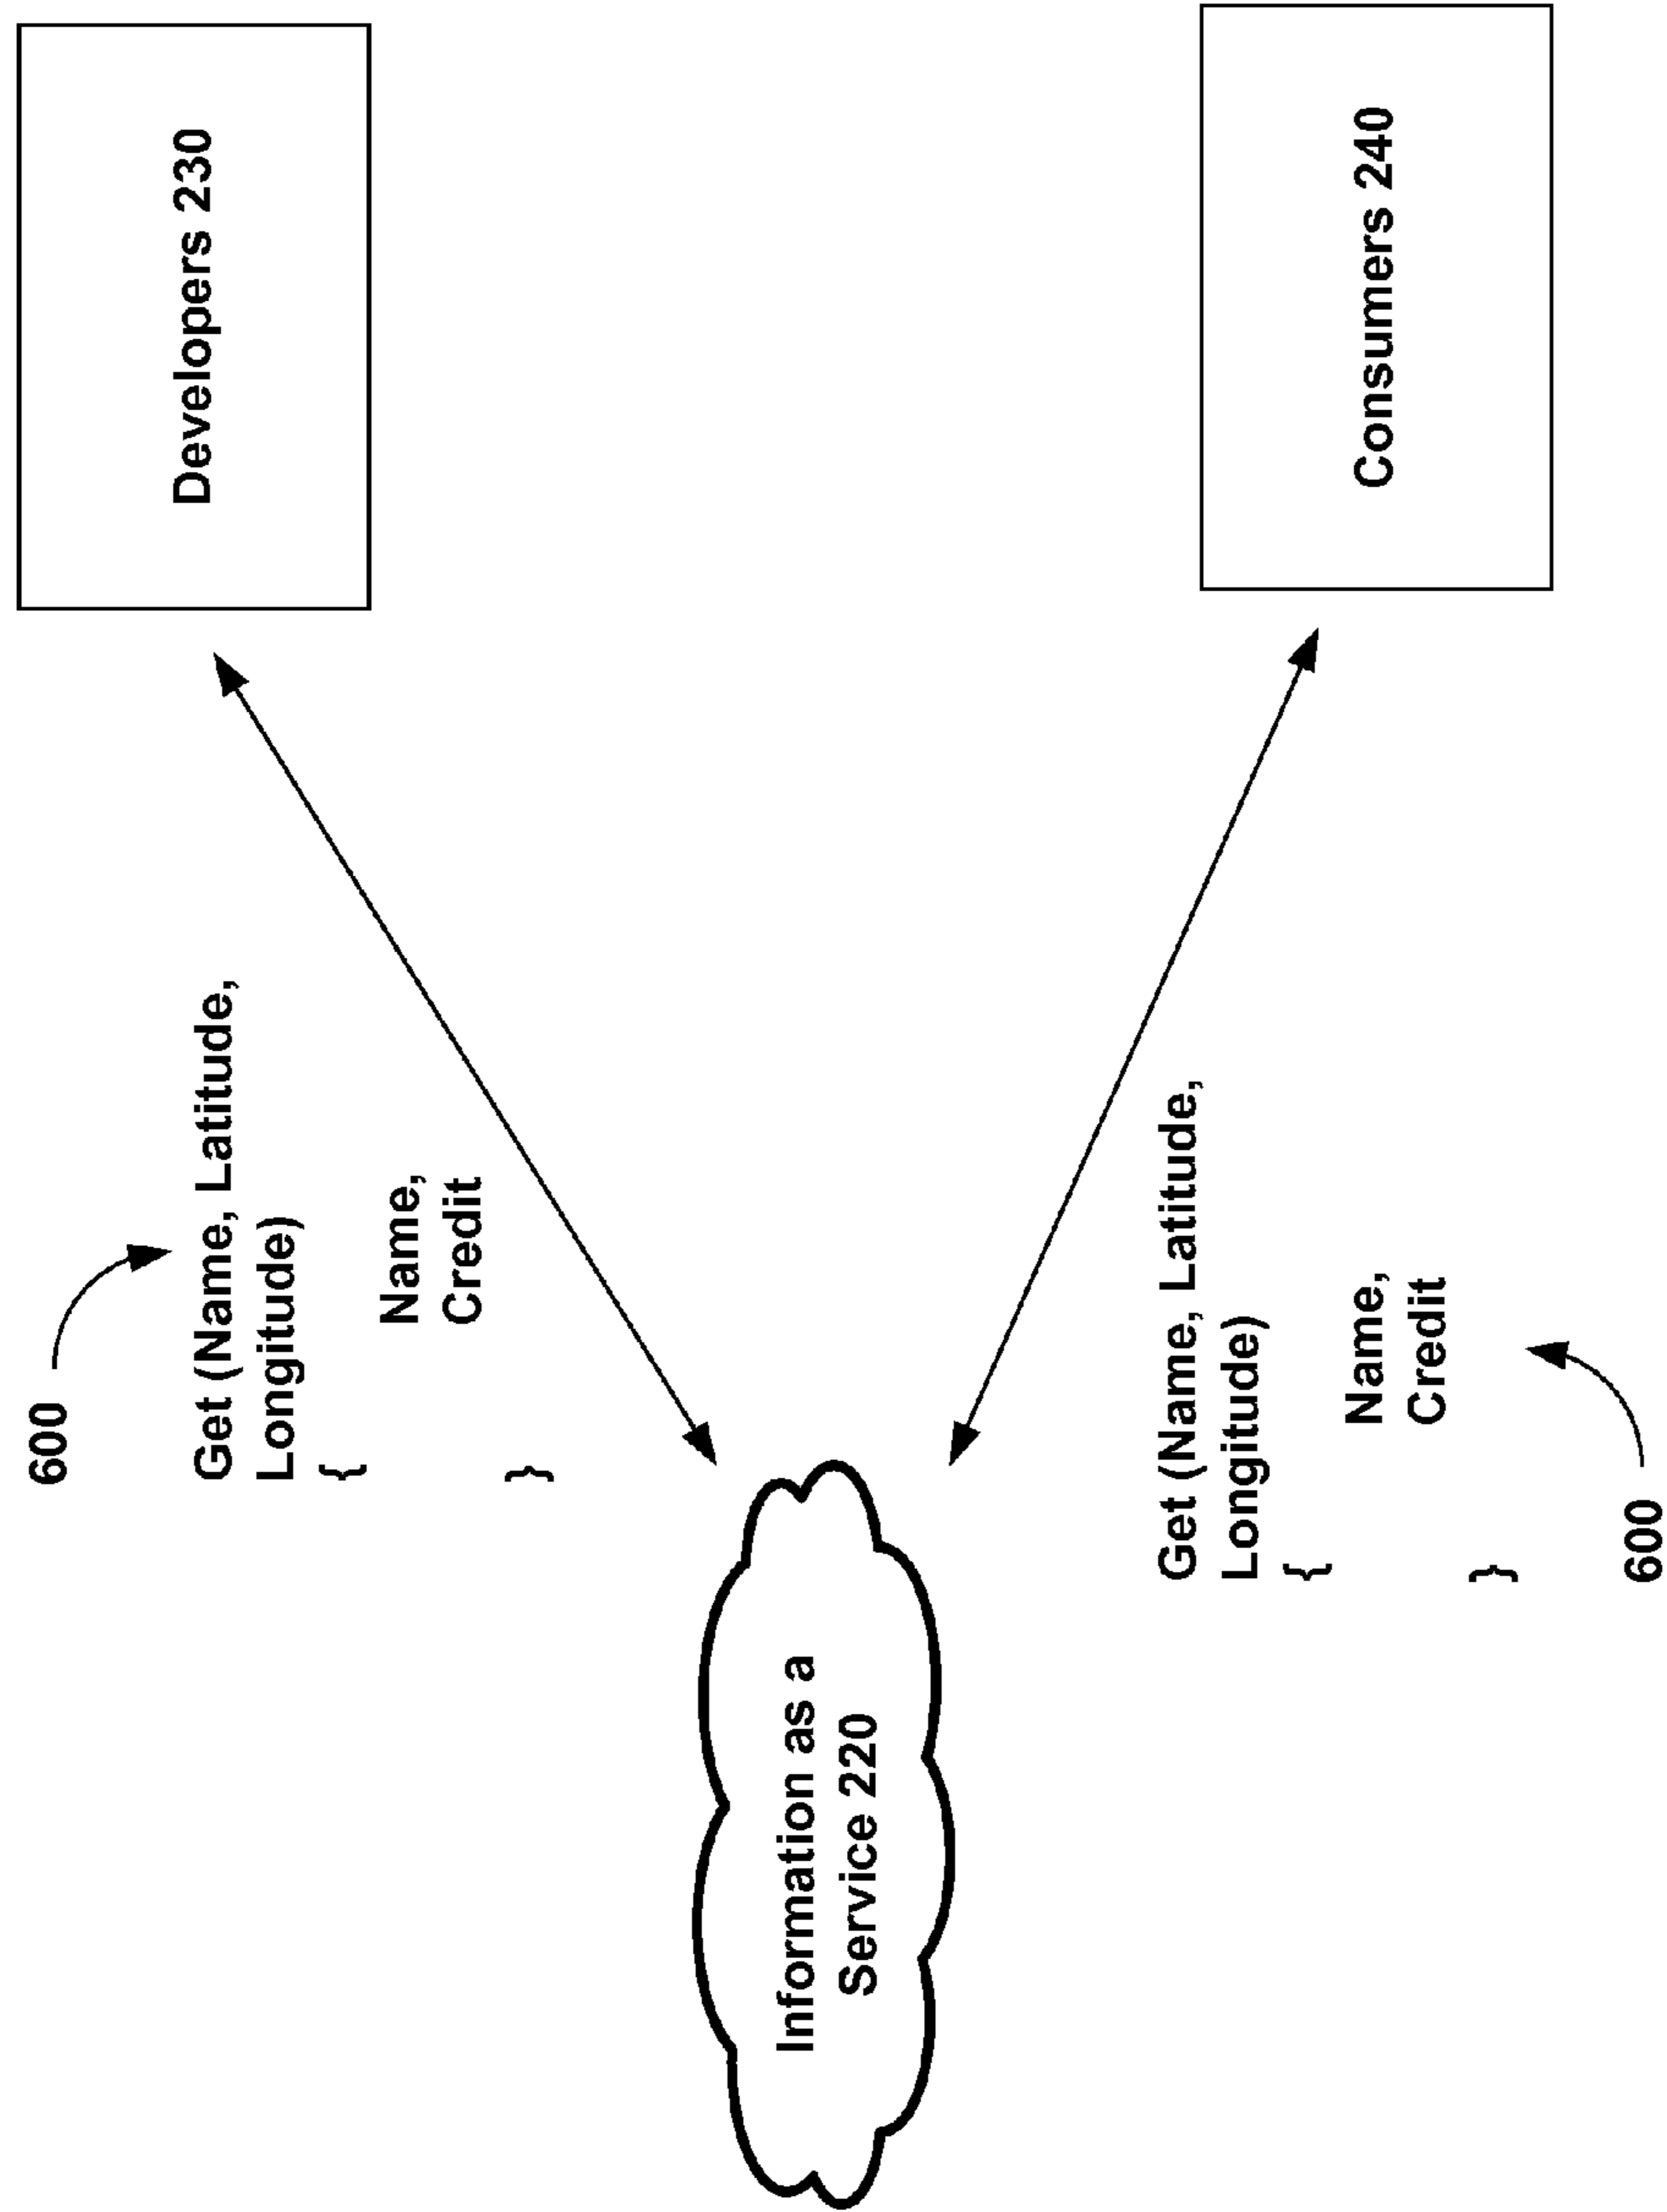 600
Get (Name, Latitude,
Longitude)
{
Name,
Credit
}
Developers 230
Information as a
Service 220
Get (Name, Latitude,
Longitude)
{
Name,
Credit
}
600
Consumers 240